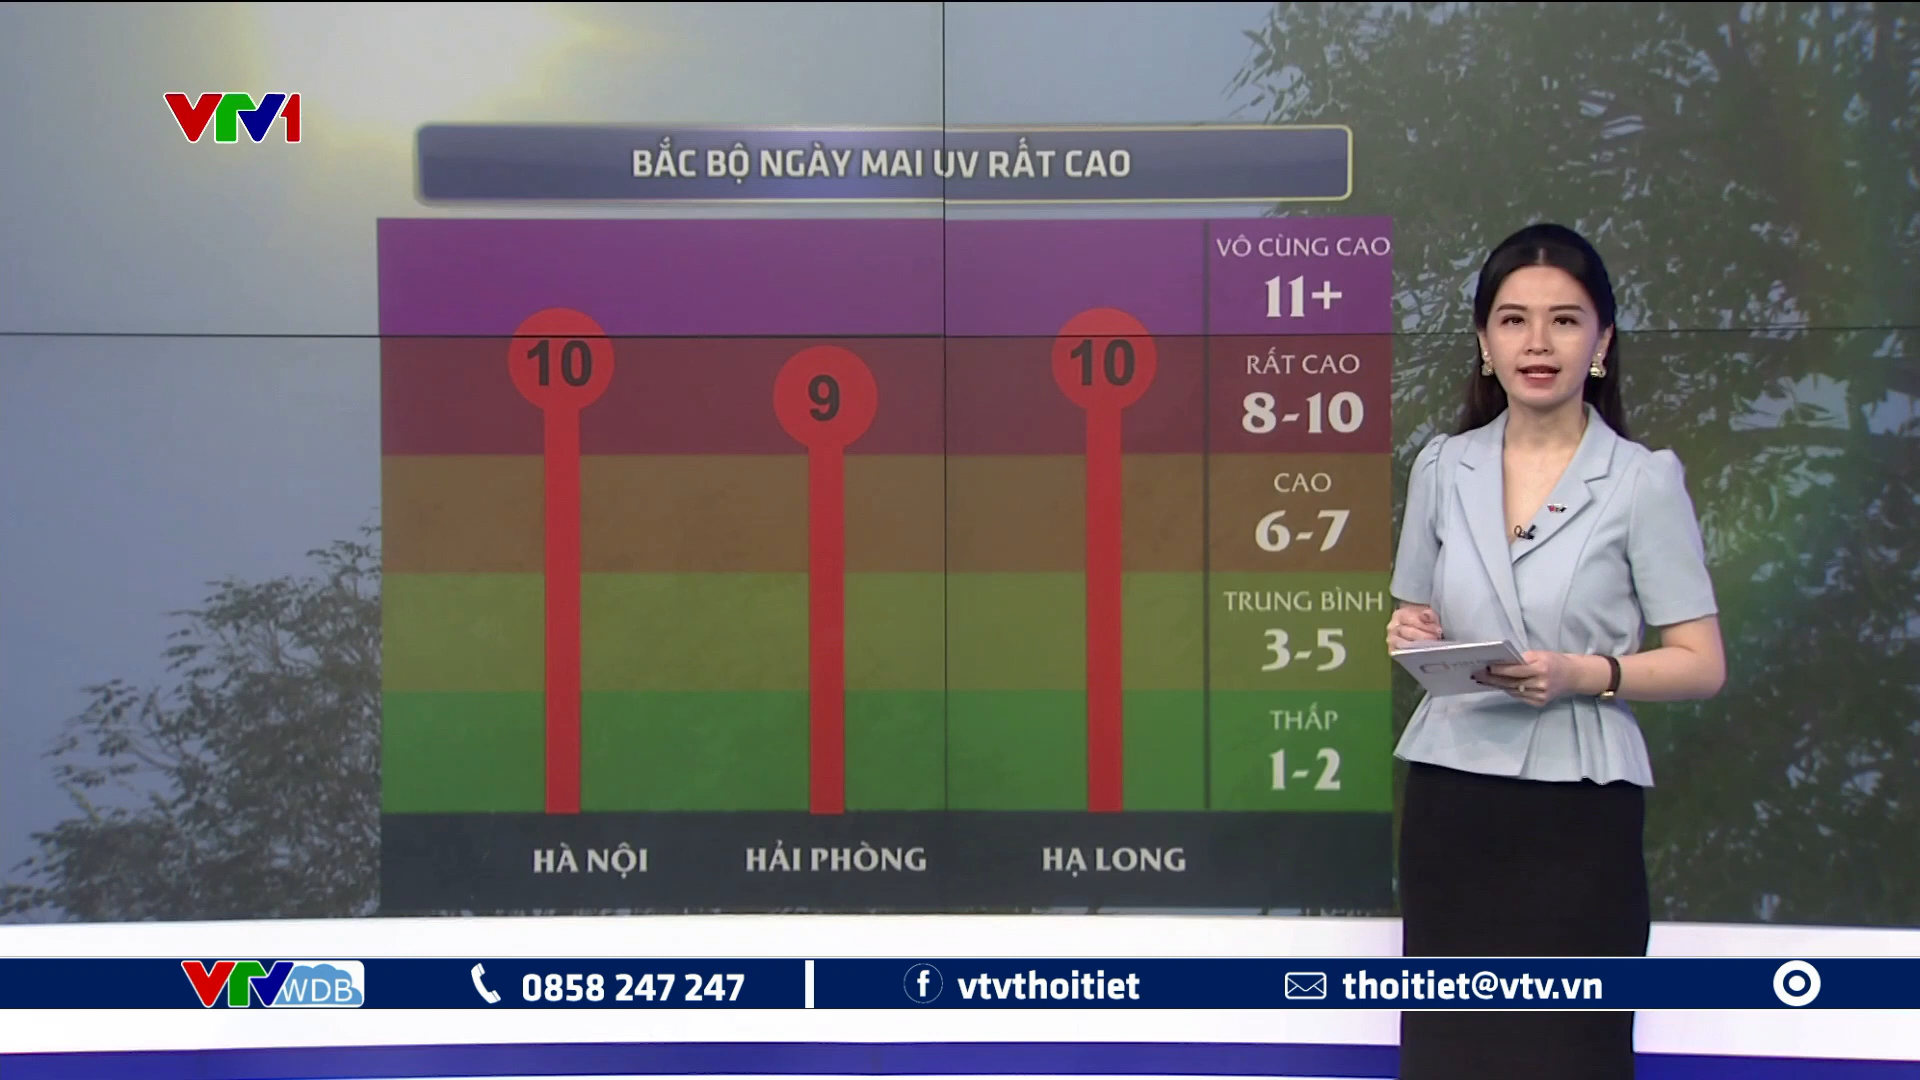 VTV1
BẮC BỘ NGÀY MAI UV RẤT CAO
VÔ CÙNG CAO
11+
10
9
10
RẤT CAO
8-10
CAO
6-7
TRUNG BÌNH
3-5
THẤP
1-2
HÀ NỘI
HẢI PHÒNG
HẠ LONG
VTV WDB
0858 247 247
vtvthoitiet
thoitiet@vtv.vn